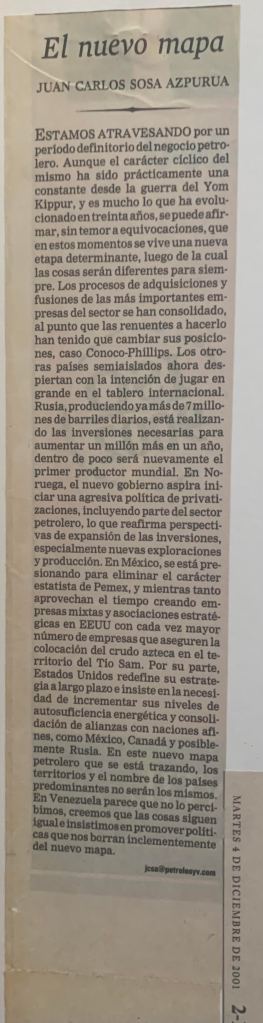 El nuevo mapa
JUAN CARLOS SOSA AZPURUA
ESTAMOS ATRAVESANDO por un
período definitorio del negocio petro-
lero. Aunque el carácter cíclico del
mismo ha sido prácticamente una
constante desde la guerra del Yom
Kippur, y es mucho lo que ha evolu-
cionado en treinta años, se puede afir-
mar, sin temor a equivocaciones, que
en estos momentos se vive una nueva
etapa determinante, luego de la cual
las cosas serán diferentes para siem-
pre. Los procesos de adquisiciones y
fusiones de las más importantes em-
presas del sector se han consolidado,
al punto que las renuentes a hacerlo
han tenido que cambiar sus posicio-
nes, caso Conoco-Phillips. Los otro-
ras países semiaislados ahora des-
piertan con la intención de jugar en
grande en el tablero internacional.
Rusia, produciendo ya más de 7 millo-
nes de barriles diarios, está realizan-
do las inversiones necesarias para
aumentar un millón más en un año,
dentro de poco será nuevamente el
primer productor mundial. En No-
ruega, el nuevo gobierno aspira ini-
ciar una agresiva política de privati-
zaciones, incluyendo parte del sector
petrolero, lo que reafirma perspecti-
vas de expansión de las inversiones,
especialmente nuevas exploraciones
y producción. En México, se está pre-
sionando para eliminar el carácter
estatista de Pemex, y mientras tanto
aprovechan el tiempo creando em-
presas mixtas y asociaciones estraté-
gicas en EEUU con cada vez mayor
número de empresas que aseguren la
colocación del crudo azteca en el te-
rritorio del Tío Sam. Por su parte,
Estados Unidos redefine su estrate-
gia a largo plazo e insiste en la necesi-
dad de incrementar sus niveles de
autosuficiencia energética y consoli-
dación de alianzas con naciones afi-
nes, como México, Canadá y posible-
mente Rusia. En este nuevo mapa
petrolero que se está trazando, los
territorios y el nombre de los países
predominantes no serán los mismos.
En Venezuela parece que no lo perci-
bimos, creemos que las cosas siguen
igual e insistimos en promover políti-
cas que nos borran inclementemente
del nuevo mapa.
jcsa@petroleoyv.com
MARTES 4 DE DICIEMBRE DE 2001 2-